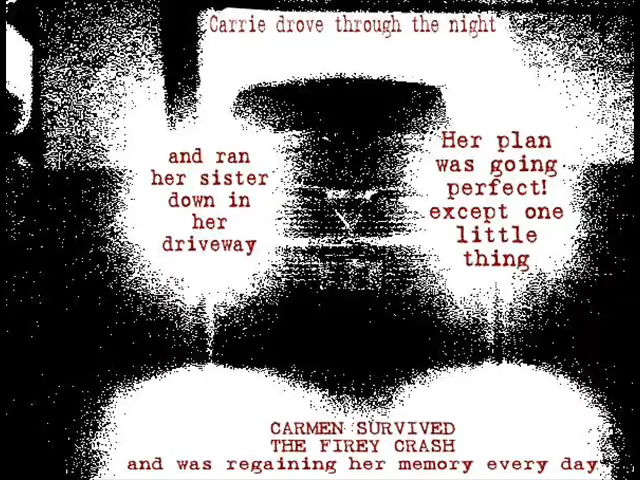 Carrie drove through the night
and ran
her sister
down in
her
driveway
Her plan
was going
perfect!
except one
little
thing
CARMEN SURVIVED
THE FIREY CRASH
and was regaining her memory every day